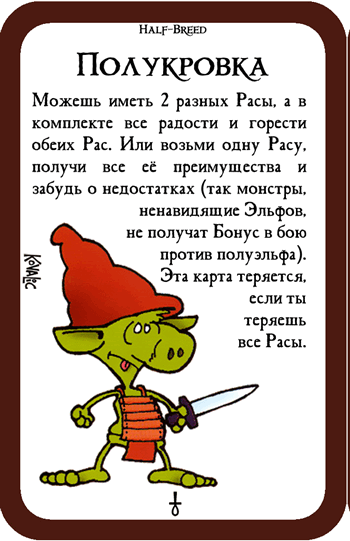 Half-Breed
Полукровка
Можешь иметь 2 разных Расы, а в
комплекте все радости и горести
обеих Рас. Или возьми одну Расу,
получи все её преимущества и
забудь о недостатках (так монстры,
ненавидящие Эльфов,
не получат Бонус в бою
против полуэльфа).
Эта карта теряется,
если ты
теряешь
все Расы.
Kovalic